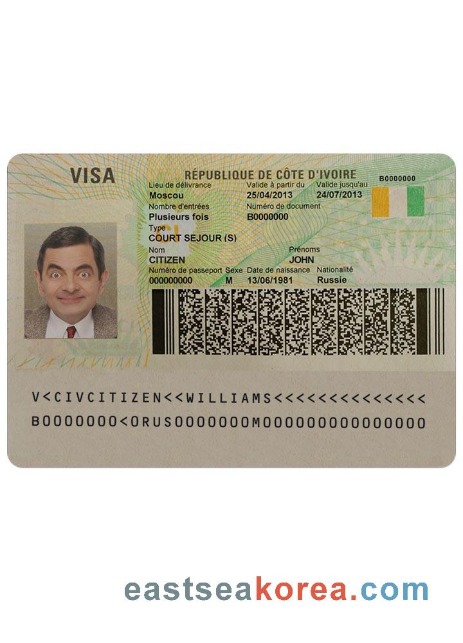 VISA
RÉPUBLIQUE DE CÔTE D'IVOIRE
B0000000
Lieu de délivrance Valide à partir du Valide jusqu'au
Moscou 25/04/2013 24/07/2013
Nombre d'entrées Numéro de document
Plusieurs fois B0000000
Type
COURT SEJOUR (S)
Nom Prénoms
CITIZEN JOHN
Numéro de passeport Sexe Date de naissance Nationalité
000000000 M 13/06/1981 Russie
V<CIVCITIZEN<<WILLIAMS<<<<<<<<<<<<<<
B0000000<0RUS0000000M000000000000000
eastseakorea.com